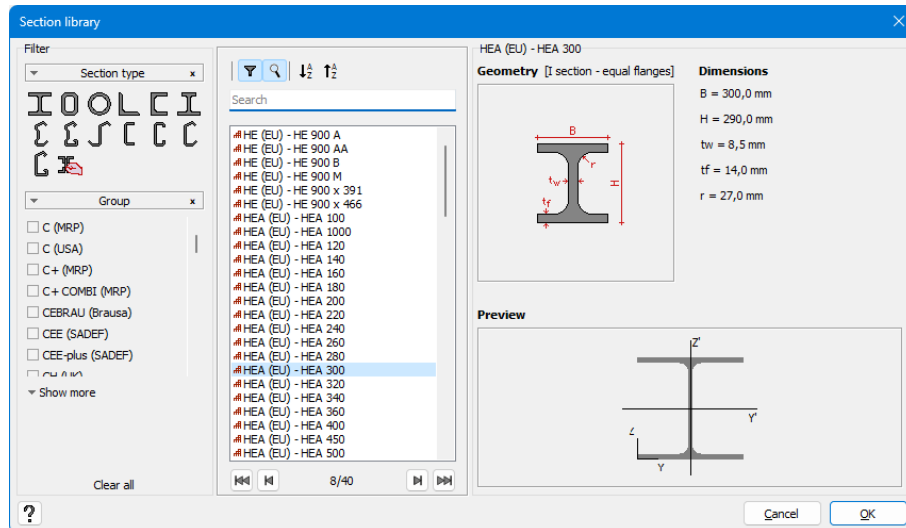 Section library
Filter
Section type
Group
C (MRP)
C (USA)
C+ (MRP)
C+ COMBI (MRP)
CEBRAU (Brausa)
CEE (SADEF)
CEE-plus (SADEF)
CH (UK)
Show more
Clear all
Search
HE (EU) - HE 900 A
HE (EU) - HE 900 AA
HE (EU) - HE 900 B
HE (EU) - HE 900 M
HE (EU) - HE 900 x 391
HE (EU) - HE 900 x 466
HEA (EU) - HEA 100
HEA (EU) - HEA 1000
HEA (EU) - HEA 120
HEA (EU) - HEA 140
HEA (EU) - HEA 160
HEA (EU) - HEA 180
HEA (EU) - HEA 200
HEA (EU) - HEA 220
HEA (EU) - HEA 240
HEA (EU) - HEA 260
HEA (EU) - HEA 280
HEA (EU) - HEA 300
HEA (EU) - HEA 320
HEA (EU) - HEA 340
HEA (EU) - HEA 360
HEA (EU) - HEA 400
HEA (EU) - HEA 450
HEA (EU) - HEA 500
8/40
HEA (EU) - HEA 300
Geometry [I section - equal flanges]
B
r
tw
H
tf
Dimensions
B = 300,0 mm
H = 290,0 mm
tw = 8,5 mm
tf = 14,0 mm
r = 27,0 mm
Preview
Z'
Y'
Z
Y
?
Cancel
OK